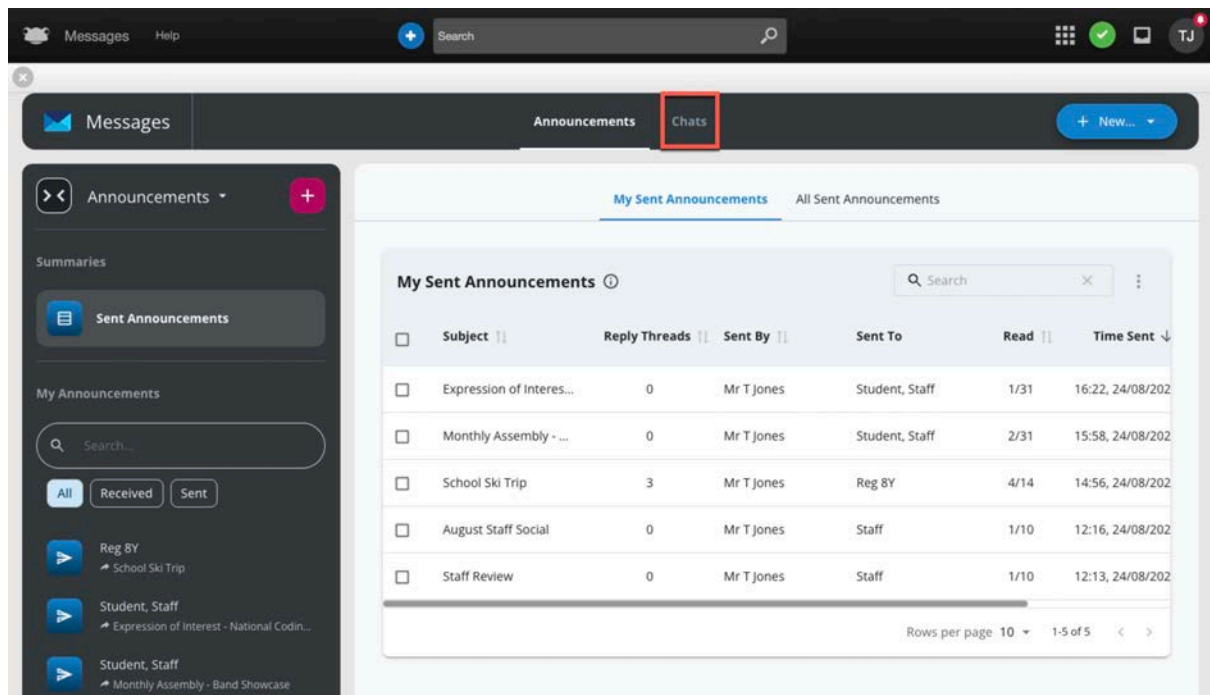 Messages Help Search TJ
Messages Announcements Chats + New...
Announcements +
My Sent Announcements All Sent Announcements
Summaries
Sent Announcements
My Sent Announcements Search
Subject Reply Threads Sent By Sent To Read Time Sent
My Announcements
Search...
All Received Sent
Expression of Interes... 0 Mr T Jones Student, Staff 1/31 16:22, 24/08/202
Monthly Assembly - ... 0 Mr T Jones Student, Staff 2/31 15:58, 24/08/202
School Ski Trip 3 Mr T Jones Reg 8Y 4/14 14:56, 24/08/202
August Staff Social 0 Mr T Jones Staff 1/10 12:16, 24/08/202
Staff Review 0 Mr T Jones Staff 1/10 12:13, 24/08/202
Reg 8Y
School Ski Trip
Student, Staff
Expression of Interest - National Codin...
Student, Staff
Monthly Assembly - Band Showcase
Rows per page 10 1-5 of 5